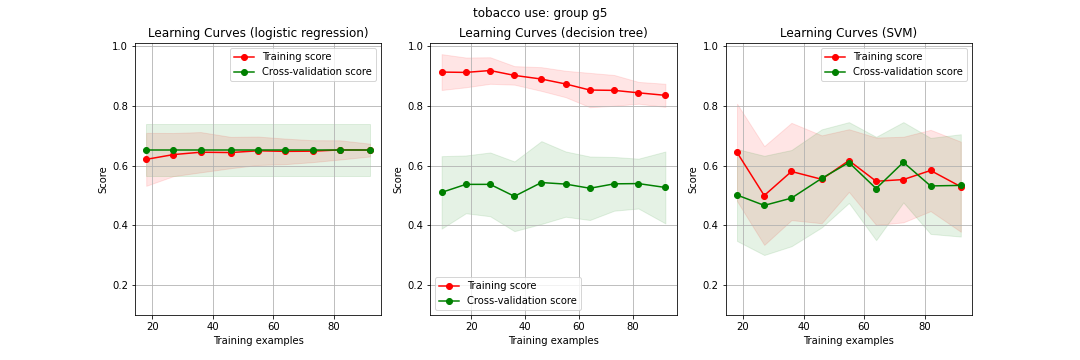 tobacco use: group g5
Learning Curves (logistic regression)
1.0
0.8
0.6
0.4
0.2
Score
20
40
60
80
Training examples
Training score
Cross-validation score
Learning Curves (decision tree)
1.0
0.8
0.6
0.4
0.2
Score
20
40
60
80
Training examples
Training score
Cross-validation score
Learning Curves (SVM)
1.0
0.8
0.6
0.4
0.2
Score
20
40
60
80
Training examples
Training score
Cross-validation score